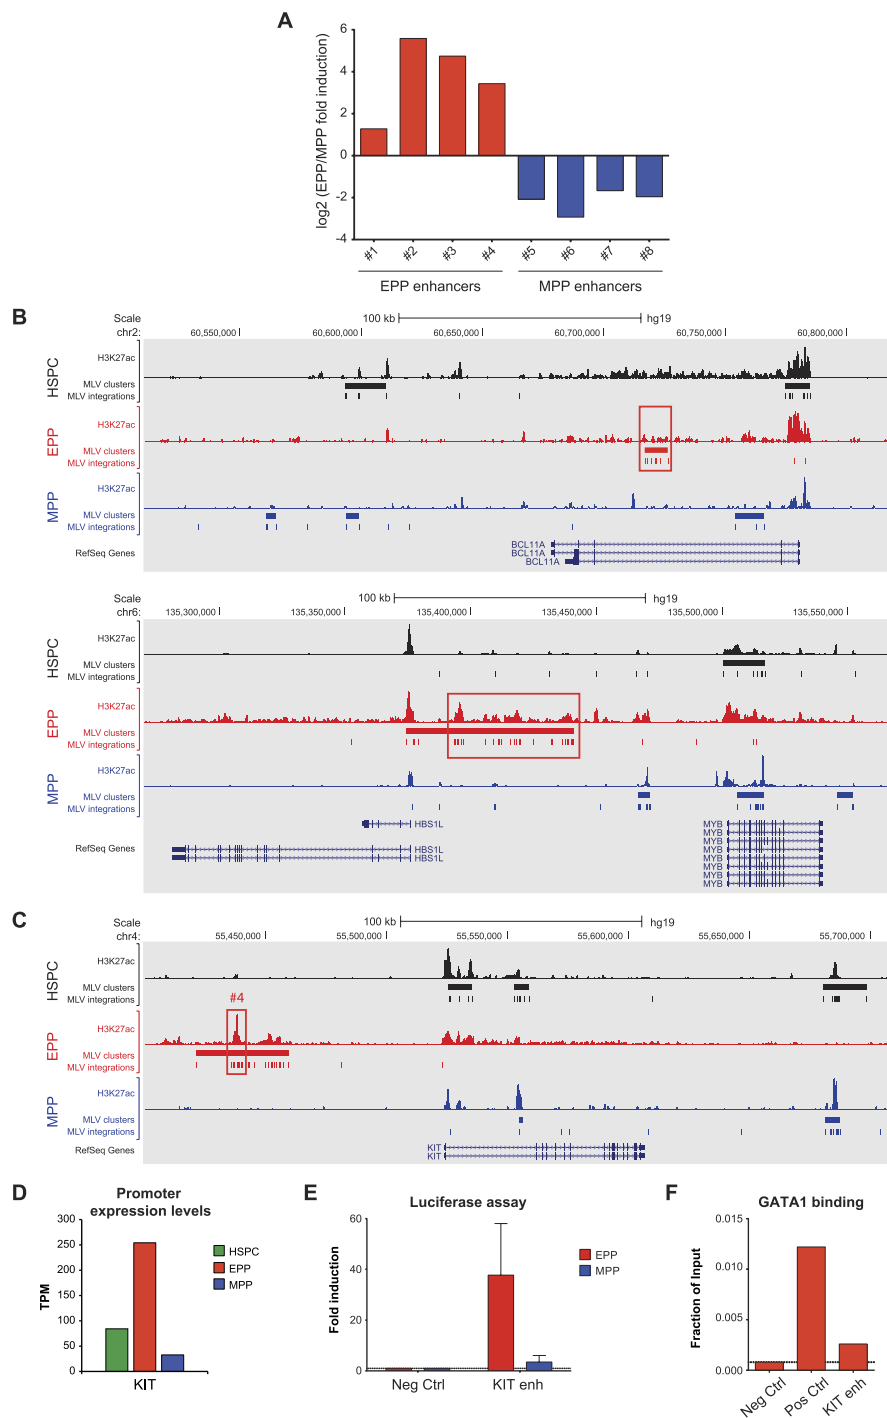 A
log2 (EPP/MPP fold induction)
6
4
2
0
-2
-4
#1
#2
#3
#4
#5
#6
#7
#8
EPP enhancers
MPP enhancers
B
Scale
100 kb
hg19
chr2:
60,550,000
60,600,000
60,650,000
60,700,000
60,750,000
60,800,000
HSPC
H3K27ac
MLV clusters
MLV integrations
EPP
H3K27ac
MLV clusters
MLV integrations
MPP
H3K27ac
MLV clusters
MLV integrations
RefSeq Genes
BCL11A
BCL11A
BCL11A
Scale
100 kb
hg19
chr6:
135,300,000
135,350,000
135,400,000
135,450,000
135,500,000
135,550,000
HSPC
H3K27ac
MLV clusters
MLV integrations
EPP
H3K27ac
MLV clusters
MLV integrations
MPP
H3K27ac
MLV clusters
MLV integrations
RefSeq Genes
HBS1L
HBS1L
HBS1L
MYB
MYB
MYB
MYB
MYB
MYB
MYB
MYB
C
Scale
100 kb
hg19
chr4:
55,450,000
55,500,000
55,550,000
55,600,000
55,650,000
55,700,000
HSPC
H3K27ac
MLV clusters
MLV integrations
#4
EPP
H3K27ac
MLV clusters
MLV integrations
MPP
H3K27ac
MLV clusters
MLV integrations
RefSeq Genes
KIT
KIT
D
Promoter
expression levels
TPM
300
250
200
150
100
50
0
KIT
HSPC
EPP
MPP
E
Luciferase assay
Fold induction
60
40
20
0
Neg Ctrl
KIT enh
EPP
MPP
F
GATA1 binding
Fraction of Input
0.015
0.010
0.005
0.000
Neg Ctrl
Pos Ctrl
KIT enh